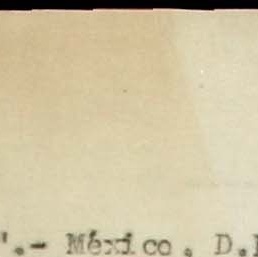 ".- México, D.F